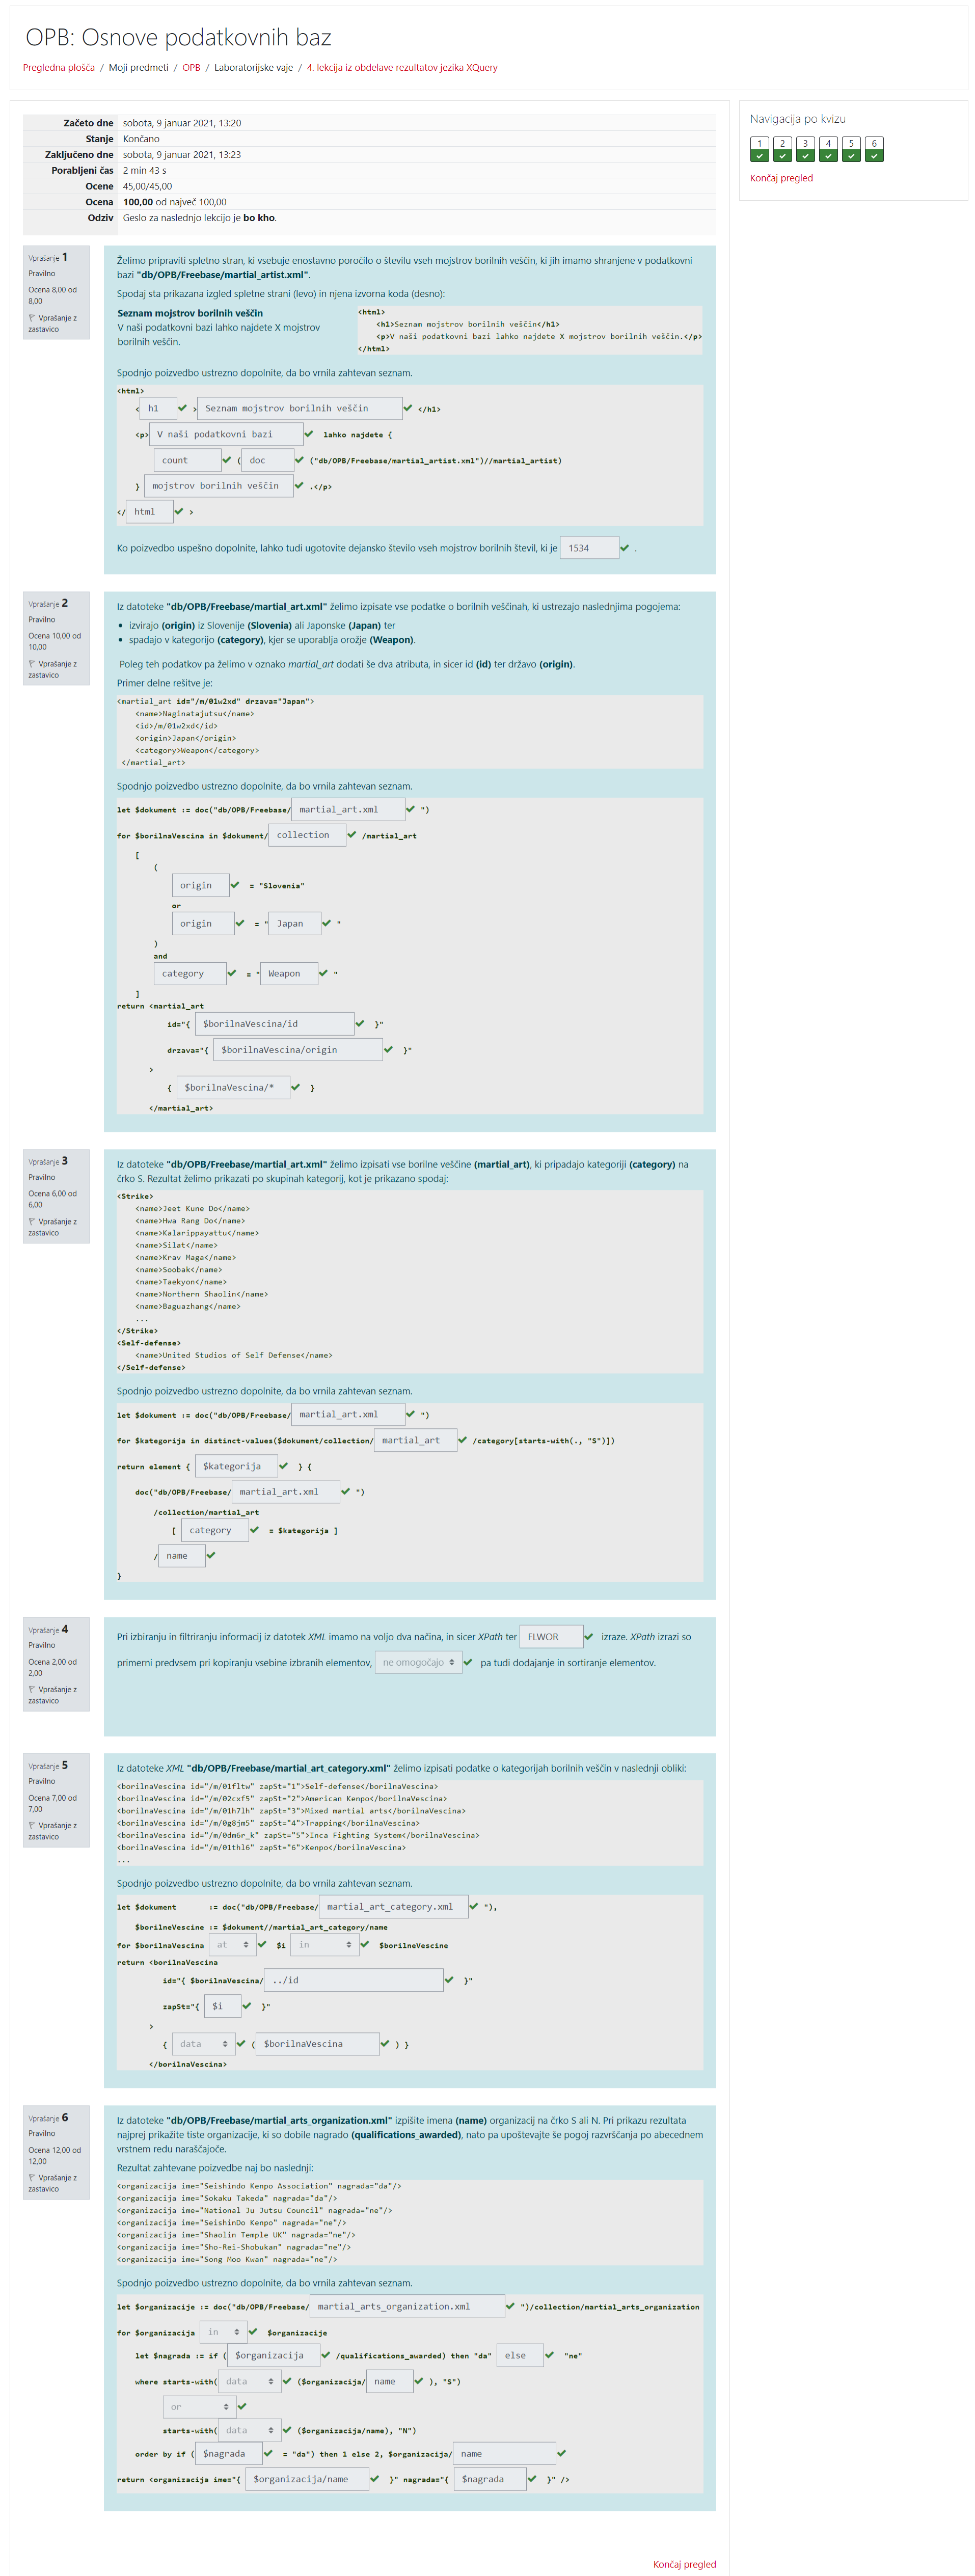 OPB: Osnove podatkovnih baz
Pregledna plošča / Moji predmeti / OPB / Laboratorijske vaje / 4. lekcija iz obdelave rezultatov jezika XQuery
Začeto dne sobota, 9 januar 2021, 13:20
Stanje Končano
Zaključeno dne sobota, 9 januar 2021, 13:23
Porabljeni čas 2 min 43 s
Ocene 45,00/45,00
Ocena 100,00 od največ 100,00
Odziv Geslo za naslednjo lekcijo je bo kho.
Navigacija po kvizu
1 2 3 4 5 6
Končaj pregled
Vprašanje 1
Pravilno
Ocena 8,00 od
8,00
Vprašanje z
zastavico
Želimo pripraviti spletno stran, ki vsebuje enostavno poročilo o številu vseh mojstrov borilnih veščin, ki jih imamo shranjene v podatkovni
bazi "db/OPB/Freebase/martial_artist.xml".
Spodaj sta prikazana izgled spletne strani (levo) in njena izvorna koda (desno):
Seznam mojstrov borilnih veščin
V naši podatkovni bazi lahko najdete X mojstrov
borilnih veščin.
<html>
<h1>Seznam mojstrov borilnih veščin</h1>
<p>V naši podatkovni bazi lahko najdete X mojstrov borilnih veščin.</p>
</html>
Spodnjo poizvedbo ustrezno dopolnite, da bo vrnila zahtevan seznam.
<html>
< h1 > Seznam mojstrov borilnih veščin </h1>
<p> V naši podatkovni bazi lahko najdete {
count ( doc ("db/OPB/Freebase/martial_artist.xml")//martial_artist)
} mojstrov borilnih veščin .</p>
</ html >
Ko poizvedbo uspešno dopolnite, lahko tudi ugotovite dejansko število vseh mojstrov borilnih števil, ki je 1534 .
Vprašanje 2
Pravilno
Ocena 10,00 od
10,00
Vprašanje z
zastavico
Iz datoteke "db/OPB/Freebase/martial_art.xml" želimo izpisate vse podatke o borilnih veščinah, ki ustrezajo naslednjima pogojema:
• izvirajo (origin) iz Slovenije (Slovenia) ali Japonske (Japan) ter
• spadajo v kategorijo (category), kjer se uporablja orožje (Weapon).
Poleg teh podatkov pa želimo v oznako martial_art dodati še dva atributa, in sicer id (id) ter državo (origin).
Primer delne rešitve je:
<martial_art id="/m/01w2xd" drzava="Japan">
<name>Naginatajutsu</name>
<id>/m/01w2xd</id>
<origin>Japan</origin>
<category>Weapon</category>
</martial_art>
Spodnjo poizvedbo ustrezno dopolnite, da bo vrnila zahtevan seznam.
let $dokument := doc("db/OPB/Freebase/ martial_art.xml ")
for $borilnaVescina in $dokument/ collection /martial_art
[
(
origin = "Slovenia"
or
origin = " Japan "
)
and
category = " Weapon "
]
return <martial_art
id="{ $borilnaVescina/id }"
drzava="{ $borilnaVescina/origin }"
>
{ $borilnaVescina/* }
</martial_art>
Vprašanje 3
Pravilno
Ocena 6,00 od
6,00
Vprašanje z
zastavico
Iz datoteke "db/OPB/Freebase/martial_art.xml" želimo izpisati vse borilne veščine (martial_art), ki pripadajo kategoriji (category) na
črko S. Rezultat želimo prikazati po skupinah kategorij, kot je prikazano spodaj:
<Strike>
<name>Jeet Kune Do</name>
<name>Hwa Rang Do</name>
<name>Kalarippayattu</name>
<name>Silat</name>
<name>Krav Maga</name>
<name>Soobak</name>
<name>Taekyon</name>
<name>Northern Shaolin</name>
<name>Baguazhang</name>
...
</Strike>
<Self-defense>
<name>United Studios of Self Defense</name>
</Self-defense>
Spodnjo poizvedbo ustrezno dopolnite, da bo vrnila zahtevan seznam.
let $dokument := doc("db/OPB/Freebase/ martial_art.xml ")
for $kategorija in distinct-values($dokument/collection/ martial_art /category[starts-with(., "S")])
return element { $kategorija } {
doc("db/OPB/Freebase/ martial_art.xml ")
/collection/martial_art
[ category = $kategorija ]
/ name
}
Vprašanje 4
Pravilno
Ocena 2,00 od
2,00
Vprašanje z
zastavico
Pri izbiranju in filtriranju informacij iz datotek XML imamo na voljo dva načina, in sicer XPath ter FLWOR izraze. XPath izrazi so
primerni predvsem pri kopiranju vsebine izbranih elementov, ne omogočajo pa tudi dodajanje in sortiranje elementov.
Vprašanje 5
Pravilno
Ocena 7,00 od
7,00
Vprašanje z
zastavico
Iz datoteke XML "db/OPB/Freebase/martial_art_category.xml" želimo izpisati podatke o kategorijah borilnih veščin v naslednji obliki:
<borilnaVescina id="/m/01fltw" zapSt="1">Self-defense</borilnaVescina>
<borilnaVescina id="/m/02cxf5" zapSt="2">American Kenpo</borilnaVescina>
<borilnaVescina id="/m/01h7lh" zapSt="3">Mixed martial arts</borilnaVescina>
<borilnaVescina id="/m/0g8jm5" zapSt="4">Trapping</borilnaVescina>
<borilnaVescina id="/m/0dm6r_k" zapSt="5">Inca Fighting System</borilnaVescina>
<borilnaVescina id="/m/01thl6" zapSt="6">Kenpo</borilnaVescina>
...
Spodnjo poizvedbo ustrezno dopolnite, da bo vrnila zahtevan seznam.
let $dokument := doc("db/OPB/Freebase/ martial_art_category.xml "),
$borilneVescine := $dokument//martial_art_category/name
for $borilnaVescina at $i in $borilneVescine
return <borilnaVescina
id="{ $borilnaVescina/ ../id }"
zapSt="{ $i }"
>
{ data ( $borilnaVescina ) }
</borilnaVescina>
Vprašanje 6
Pravilno
Ocena 12,00 od
12,00
Vprašanje z
zastavico
Iz datoteke "db/OPB/Freebase/martial_arts_organization.xml" izpišite imena (name) organizacij na črko S ali N. Pri prikazu rezultata
najprej prikažite tiste organizacije, ki so dobile nagrado (qualifications_awarded), nato pa upoštevajte še pogoj razvrščanja po abecednem
vrstnem redu naraščajoče.
Rezultat zahtevane poizvedbe naj bo naslednji:
<organizacija ime="Seishindo Kenpo Association" nagrada="da"/>
<organizacija ime="Sokaku Takeda" nagrada="da"/>
<organizacija ime="National Ju Jutsu Council" nagrada="ne"/>
<organizacija ime="SeishinDo Kenpo" nagrada="ne"/>
<organizacija ime="Shaolin Temple UK" nagrada="ne"/>
<organizacija ime="Sho-Rei-Shobukan" nagrada="ne"/>
<organizacija ime="Song Moo Kwan" nagrada="ne"/>
Spodnjo poizvedbo ustrezno dopolnite, da bo vrnila zahtevan seznam.
let $organizacije := doc("db/OPB/Freebase/ martial_arts_organization.xml ")/collection/martial_arts_organization
for $organizacija in $organizacije
let $nagrada := if ( $organizacija /qualifications_awarded) then "da" else "ne"
where starts-with( data ($organizacija/ name ), "S")
or
starts-with( data ($organizacija/name), "N")
order by if ( $nagrada = "da") then 1 else 2, $organizacija/ name
return <organizacija ime="{ $organizacija/name }" nagrada="{ $nagrada }" />
Končaj pregled